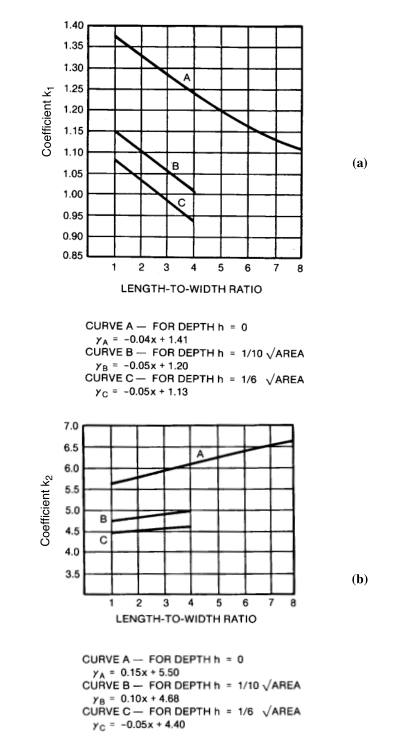 1.40
1.35
1.30
1.25
1.20
1.15
1.10
1.05
1.00
0.95
0.90
0.85
Coefficient k1
A
B
C
(a)
1 2 3 4 5 6 7 8
LENGTH-TO-WIDTH RATIO
CURVE A — FOR DEPTH h = 0
yA = -0.04x + 1.41
CURVE B — FOR DEPTH h = 1/10 √AREA
yB = -0.05x + 1.20
CURVE C — FOR DEPTH h = 1/6 √AREA
yC = -0.05x + 1.13
7.0
6.5
6.0
5.5
5.0
4.5
4.0
3.5
Coefficient k2
A
B
C
(b)
1 2 3 4 5 6 7 8
LENGTH-TO-WIDTH RATIO
CURVE A — FOR DEPTH h = 0
yA = 0.15x + 5.50
CURVE B — FOR DEPTH h = 1/10 √AREA
yB = 0.10x + 4.68
CURVE C — FOR DEPTH h = 1/6 √AREA
yC = -0.05x + 4.40